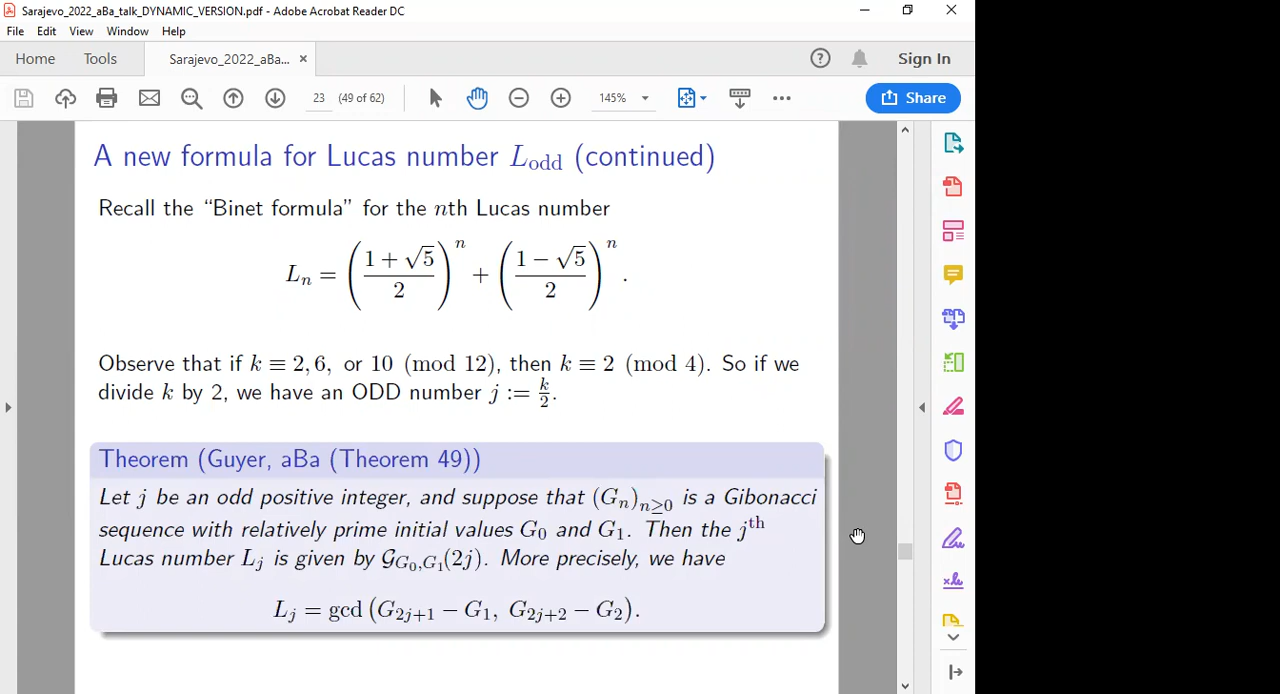 Sarajevo_2022_aBa_talk_DYNAMIC_VERSION.pdf - Adobe Acrobat Reader DC
File Edit View Window Help
Home Tools Sarajevo_2022_aBa... × Sign In
23 (49 of 62) 145% Share
A new formula for Lucas number L_odd (continued)
Recall the “Binet formula” for the nth Lucas number
L_n = ((1 + √5)/2)^n + ((1 − √5)/2)^n.
Observe that if k ≡ 2, 6, or 10 (mod 12), then k ≡ 2 (mod 4). So if we
divide k by 2, we have an ODD number j := k/2.
Theorem (Guyer, aBa (Theorem 49))
Let j be an odd positive integer, and suppose that (G_n)_{n≥0} is a Gibonacci
sequence with relatively prime initial values G_0 and G_1. Then the j^th
Lucas number L_j is given by 𝒢_{G_0,G_1}(2j). More precisely, we have
L_j = gcd (G_{2j+1} − G_1, G_{2j+2} − G_2).